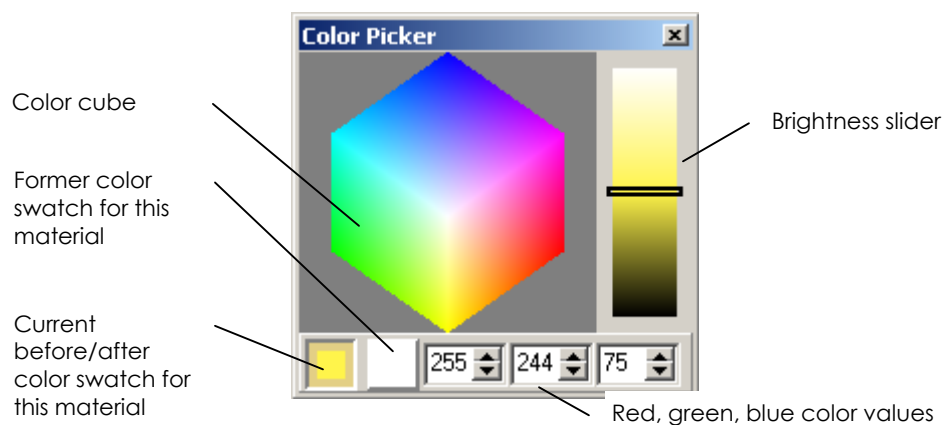 Color Picker
Color cube
Brightness slider
Former color
swatch for this
material
Current
before/after
color swatch for
this material
255 244 75
Red, green, blue color values